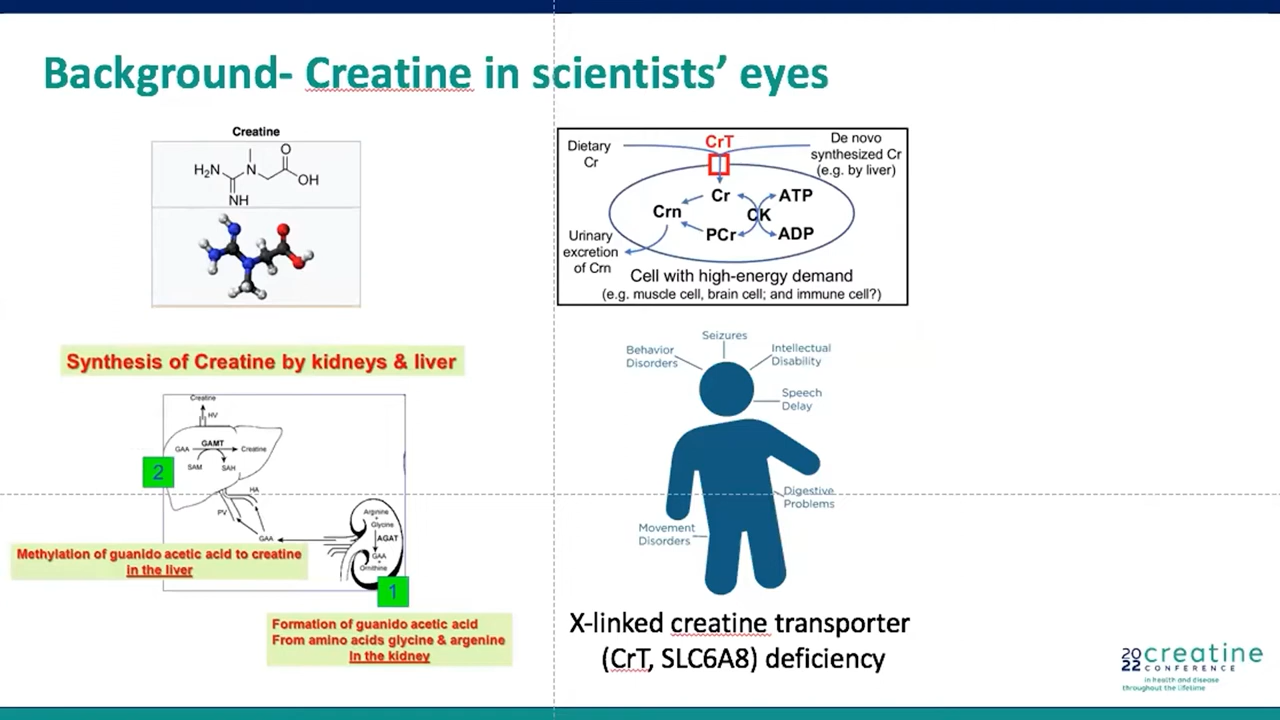 Background- Creatine in scientists’ eyes
Creatine
O
H₂N
N
OH
NH
Synthesis of Creatine by kidneys & liver
Creatine
HV
GAMT
GAA
Creatine
SAM
SAH
2
HA
PV
GAA
Arginine
+
Glycine
AGAT
GAA
+
Ornithine
Methylation of guanido acetic acid to creatine
in the liver
1
Formation of guanido acetic acid
From amino acids glycine & argenine
In the kidney
Dietary
Cr
CrT
De novo
synthesized Cr
(e.g. by liver)
Cr
ATP
Crn
CK
PCr
ADP
Urinary
excretion
of Crn
Cell with high-energy demand
(e.g. muscle cell, brain cell; and immune cell?)
Seizures
Behavior
Disorders
Intellectual
Disability
Speech
Delay
Digestive
Problems
Movement
Disorders
X-linked creatine transporter
(CrT, SLC6A8) deficiency
2022 creatine
CONFERENCE
in health and disease
throughout the lifetime